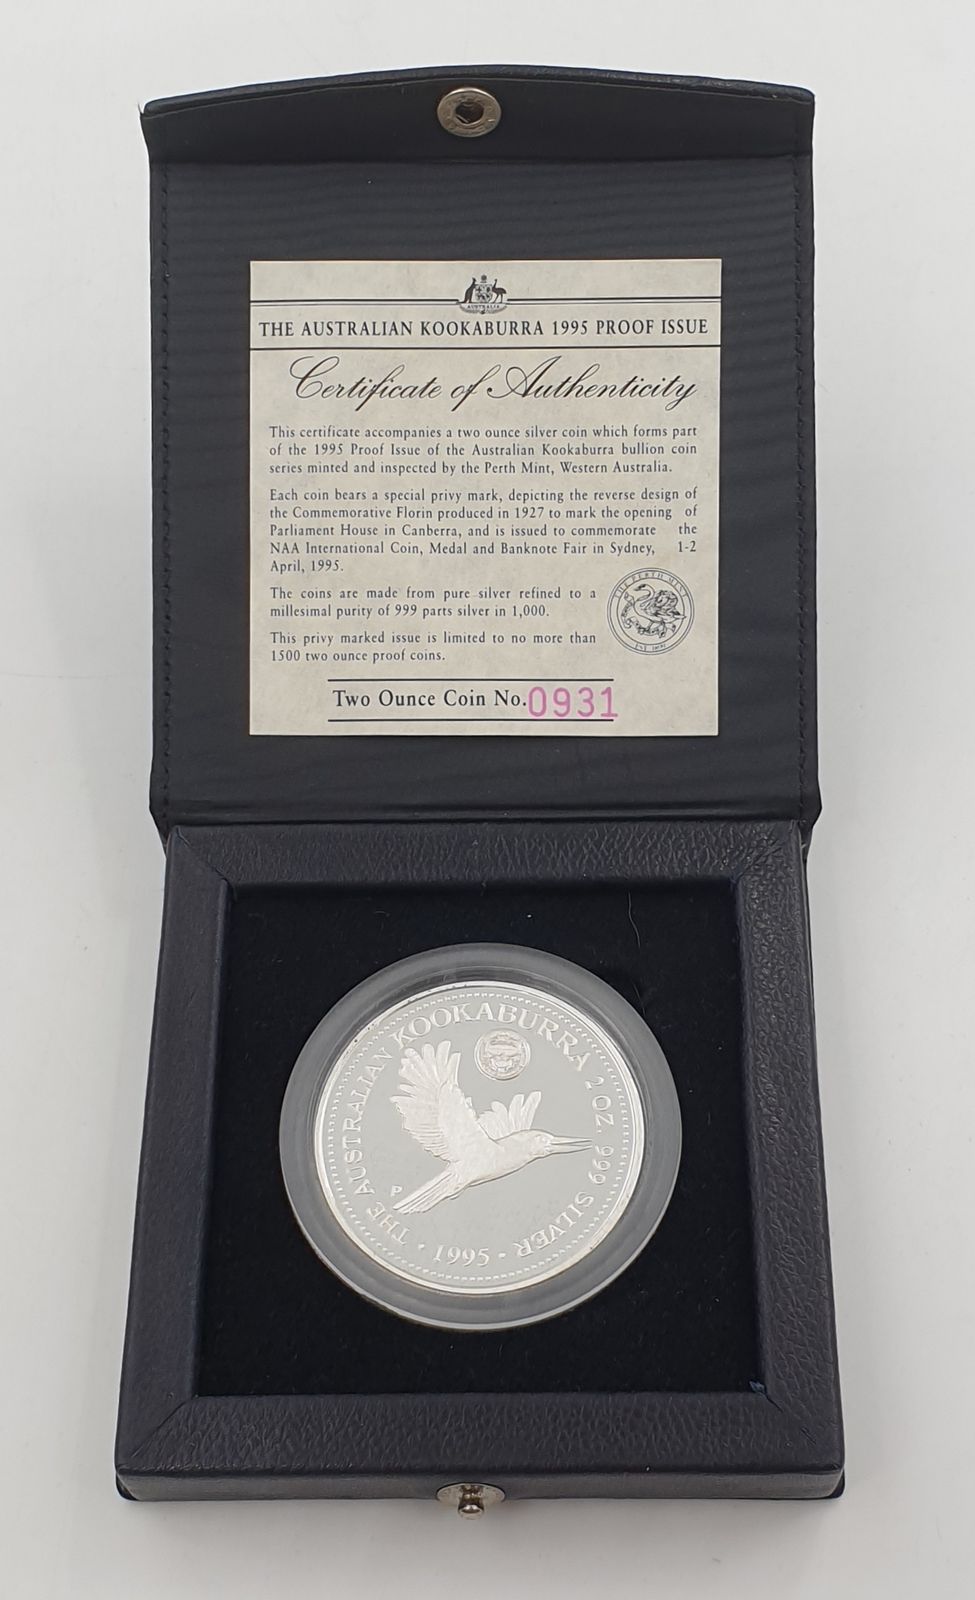 AUSTRALIA
THE AUSTRALIAN KOOKABURRA 1995 PROOF ISSUE
Certificate of Authenticity
This certificate accompanies a two ounce silver coin which forms part
of the 1995 Proof Issue of the Australian Kookaburra bullion coin
series minted and inspected by the Perth Mint, Western Australia.
Each coin bears a special privy mark, depicting the reverse design of
the Commemorative Florin produced in 1927 to mark the opening of
Parliament House in Canberra, and is issued to commemorate the
NAA International Coin, Medal and Banknote Fair in Sydney, 1-2
April, 1995.
The coins are made from pure silver refined to a
millesimal purity of 999 parts silver in 1,000.
This privy marked issue is limited to no more than
1500 two ounce proof coins.
THE PERTH MINT
Two Ounce Coin No. 0931
THE AUSTRALIAN KOOKABURRA 2 OZ. 999 SILVER
P
· 1995 ·